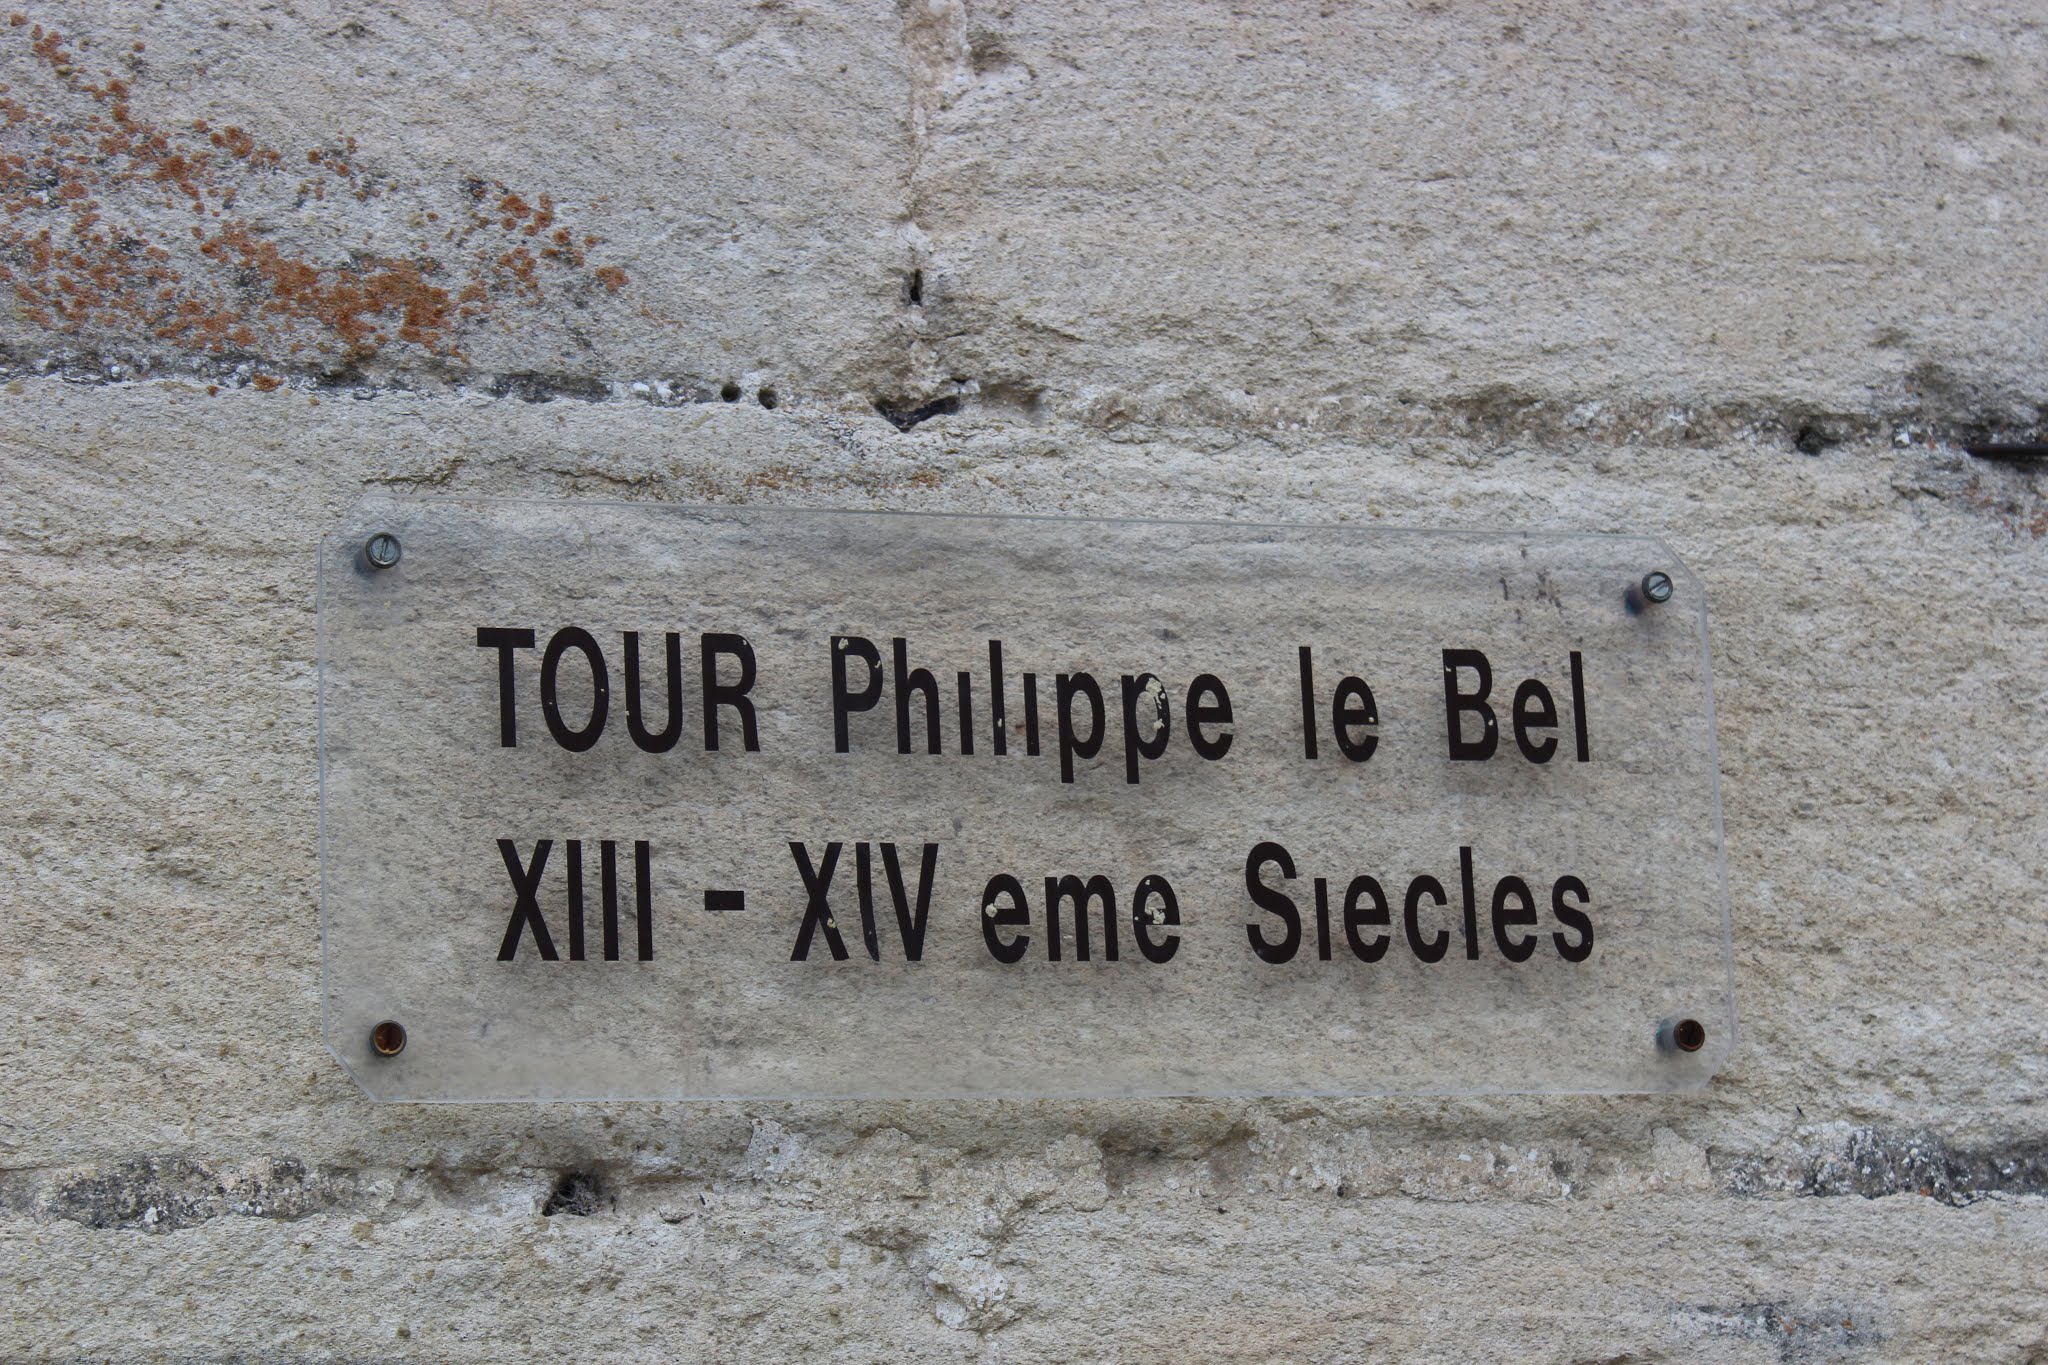 TOUR Philippe le Bel
XIII - XIV eme Siecles